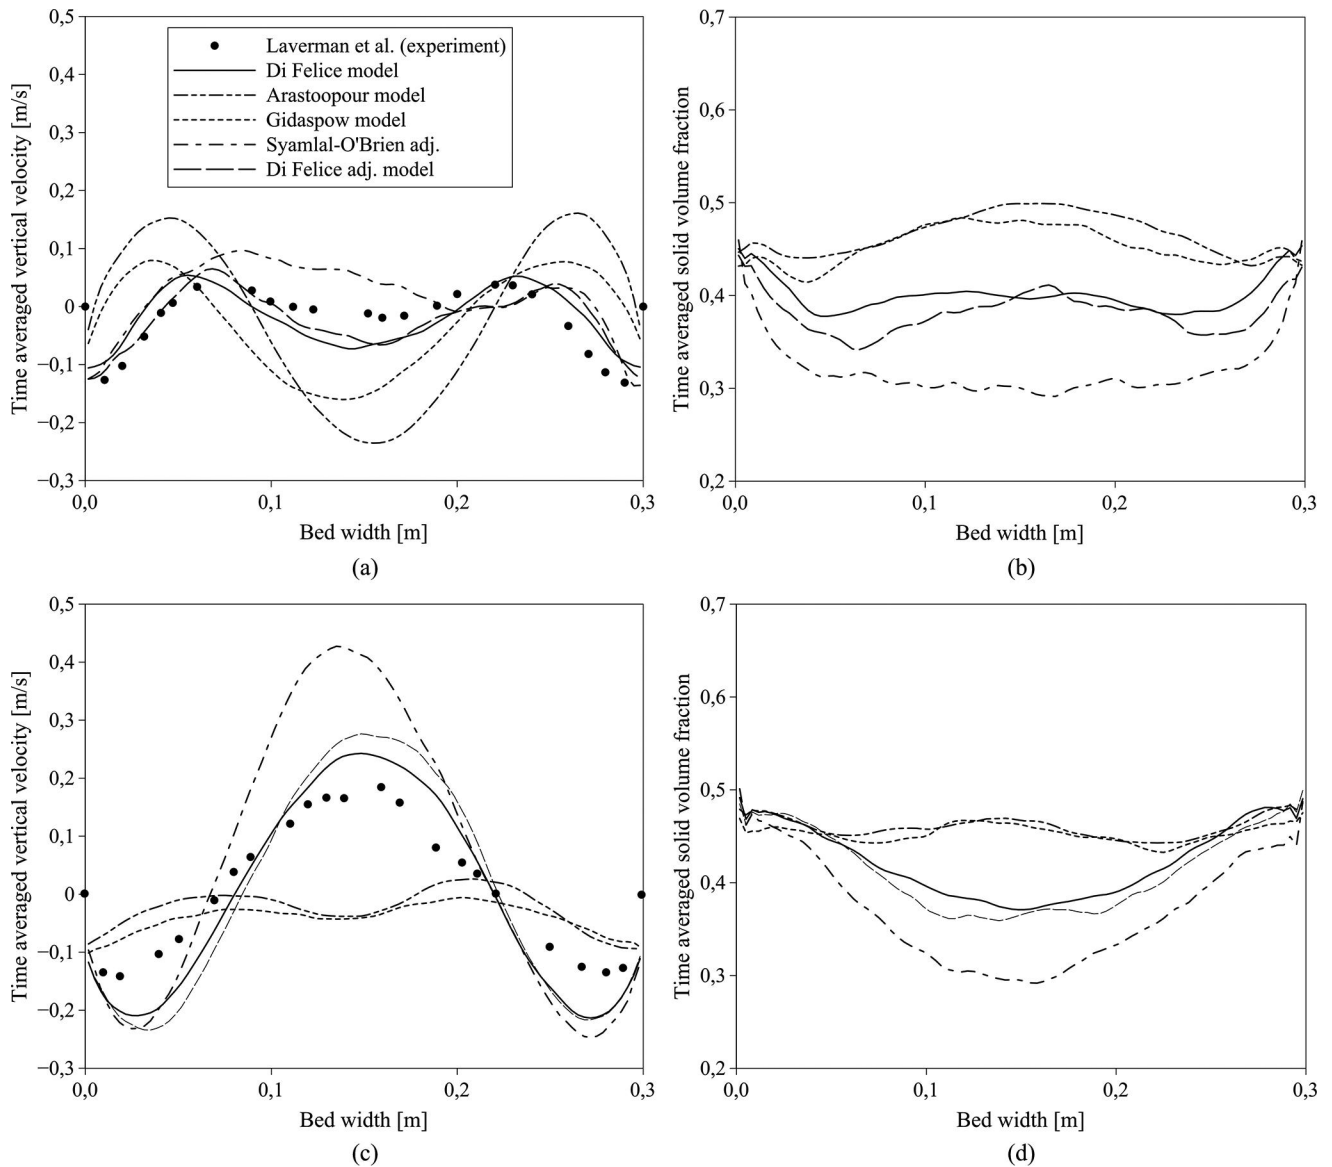 0,5
0,4
0,3
0,2
0,1
0
−0,1
−0,2
−0,3
Time averaged vertical velocity [m/s]
Laverman et al. (experiment)
Di Felice model
Arastoopour model
Gidaspow model
Syamlal-O'Brien adj.
Di Felice adj. model
0,0
0,1
0,2
0,3
Bed width [m]
(a)
0,7
0,6
0,5
0,4
0,3
0,2
Time averaged solid volume fraction
0,0
0,1
0,2
0,3
Bed width [m]
(b)
0,5
0,4
0,3
0,2
0,1
0
−0,1
−0,2
−0,3
Time averaged vertical velocity [m/s]
0,0
0,1
0,2
0,3
Bed width [m]
(c)
0,7
0,6
0,5
0,4
0,3
0,2
Time averaged solid volume fraction
0,0
0,1
0,2
0,3
Bed width [m]
(d)